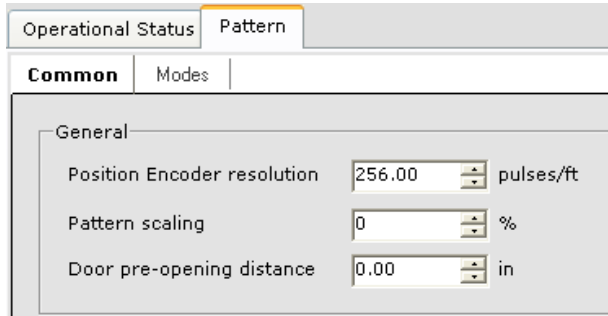 Operational Status Pattern
Common Modes
General
Position Encoder resolution 256.00 pulses/ft
Pattern scaling 0 %
Door pre-opening distance 0.00 in